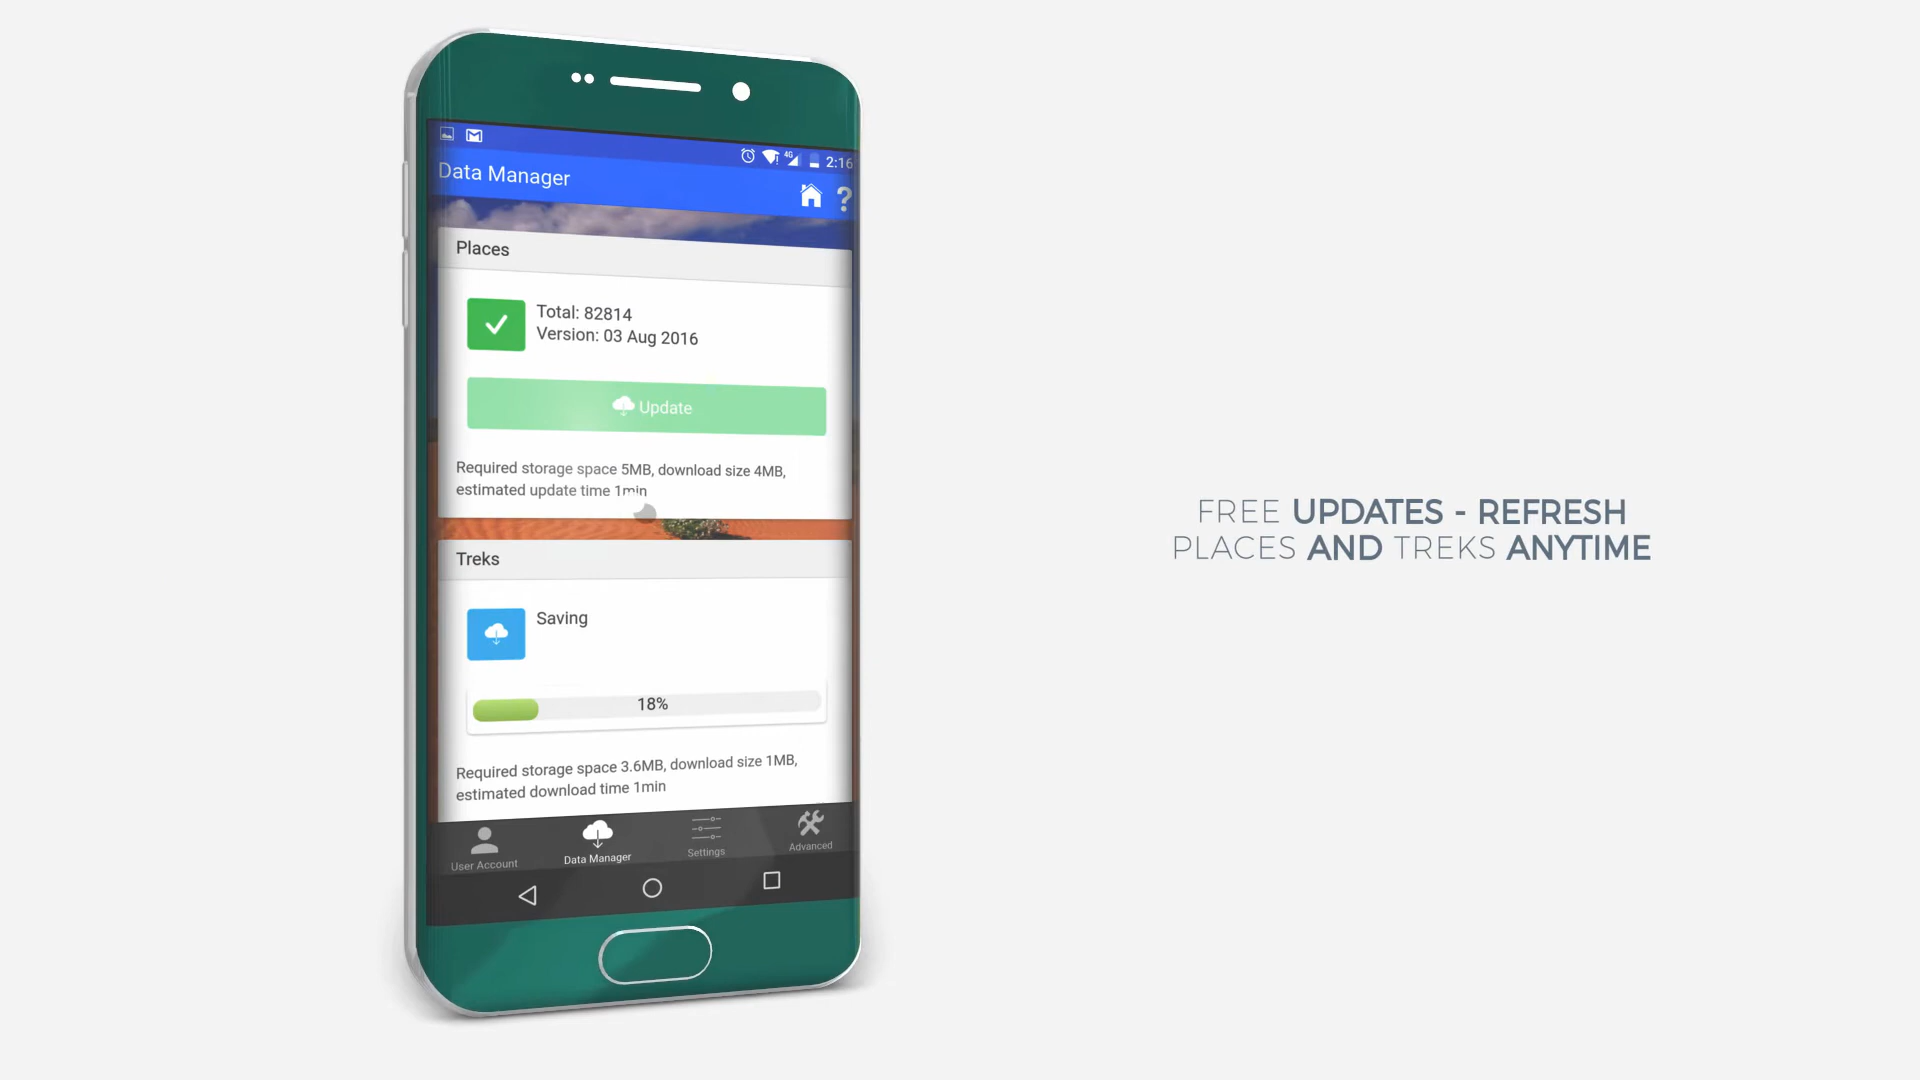 4G 2:16
Data Manager
?
Places
Total: 82814
Version: 03 Aug 2016
Update
Required storage space 5MB, download size 4MB,
estimated update time 1min
Treks
Saving
18%
Required storage space 3.6MB, download size 1MB,
estimated download time 1min
User Account
Data Manager
Settings
Advanced
FREE UPDATES - REFRESH
PLACES AND TREKS ANYTIME